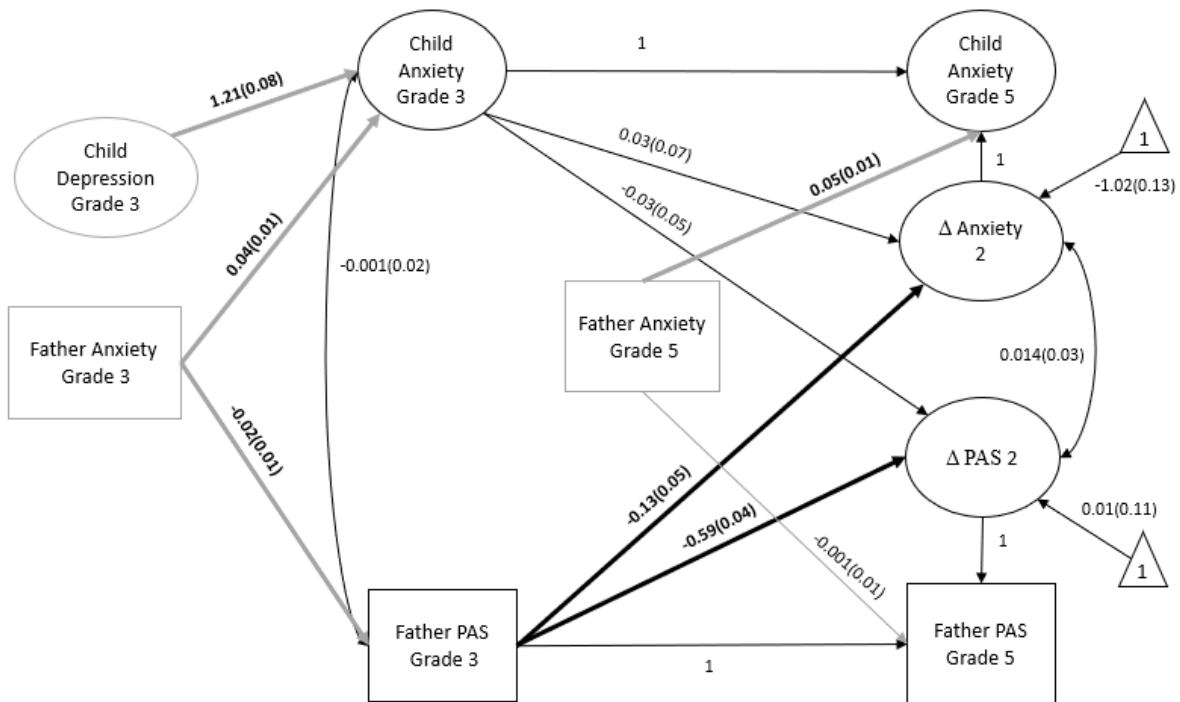 Child
Anxiety
Grade 3
1
Child
Anxiety
Grade 5
1.21(0.08)
1
Child
Depression
Grade 3
0.03(0.07)
0.05(0.01)
1
-1.02(0.13)
-0.03(0.05)
0.04(0.01)
-0.001(0.02)
Δ Anxiety
2
Father Anxiety
Grade 3
Father Anxiety
Grade 5
0.014(0.03)
-0.02(0.01)
Δ PAS 2
-0.13(0.05)
-0.59(0.04)
-0.001(0.01)
0.01(0.11)
1
1
Father PAS
Grade 3
1
Father PAS
Grade 5